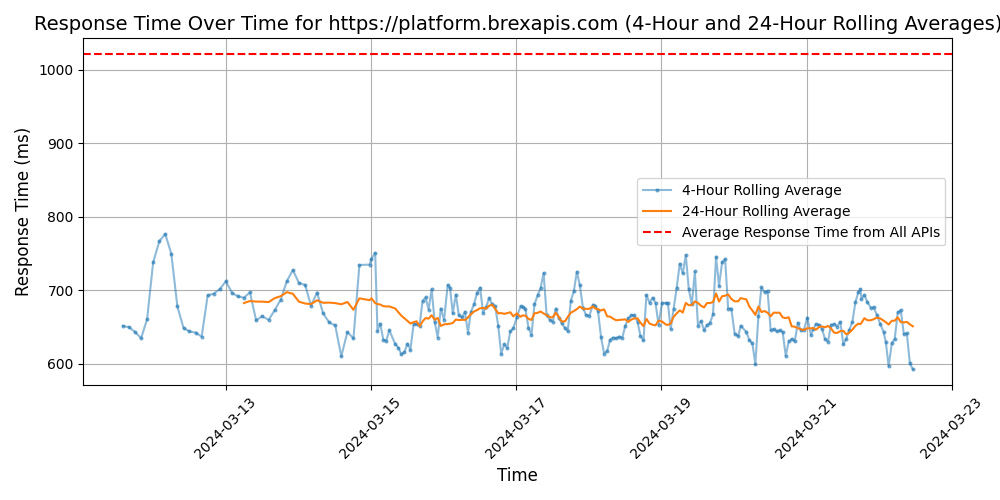 Response Time Over Time for https://platform.brexapis.com (4-Hour and 24-Hour Rolling Averages)
Response Time (ms)
1000
900
800
700
600
4-Hour Rolling Average
24-Hour Rolling Average
Average Response Time from All APIs
2024-03-13
2024-03-15
2024-03-17
2024-03-19
2024-03-21
2024-03-23
Time